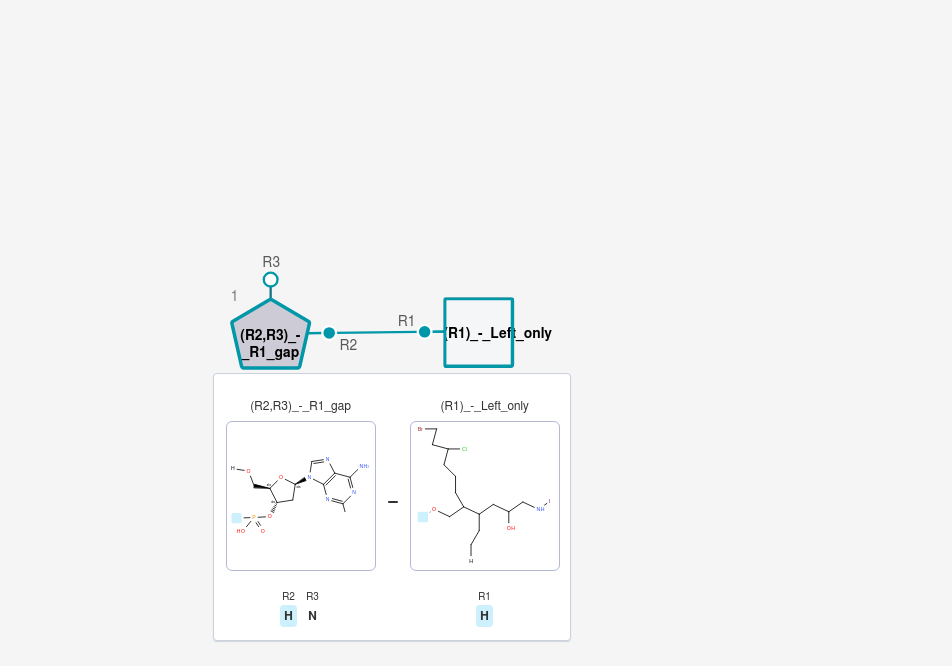 R3
1
R1
(R2,R3)_-
_R1_gap
(R1)_-_Left_only
R2
(R2,R3)_-_R1_gap
(R1)_-_Left_only
Br
Cl
N
NH₂
H
O
O
N
N
N
N
O
P
O
HO
O
I
NH
OH
H
R2 R3
R1
H N
H